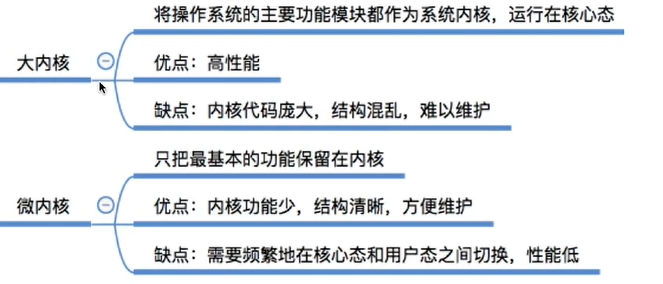 大内核
将操作系统的主要功能模块都作为系统内核，运行在核心态
优点：高性能
缺点：内核代码庞大，结构混乱，难以维护
微内核
只把最基本的功能保留在内核
优点：内核功能少，结构清晰，方便维护
缺点：需要频繁地在核心态和用户态之间切换，性能低